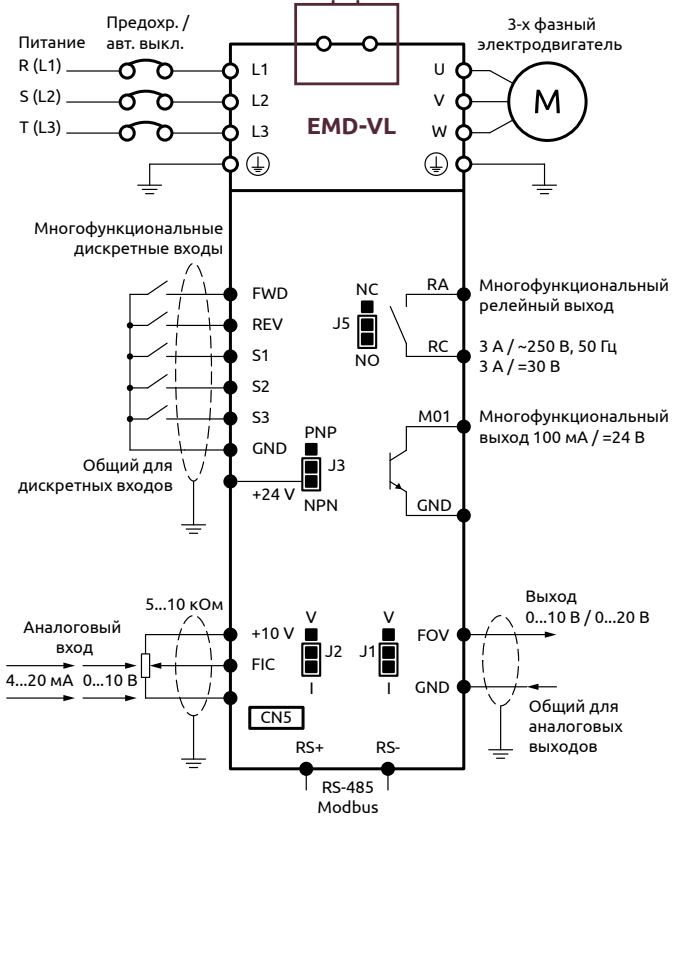 Питание
Предохр. /
авт. выкл.
3-х фазный
электродвигатель
R (L1)
L1
U
S (L2)
L2
V
M
T (L3)
L3
EMD-VL
W
Многофункциональные
дискретные входы
FWD
REV
S1
S2
S3
GND
+24 V
Общий для
дискретных входов
NC
J5
NO
RA
RC
Многофункциональный
релейный выход
3 А / ~250 В, 50 Гц
3 А / =30 В
PNP
J3
NPN
M01
GND
Многофункциональный
выход 100 мА / =24 В
5...10 кОм
Аналоговый
вход
4...20 мА
0...10 В
+10 V
FIC
V
J2
I
V
J1
I
FOV
GND
Выход
0...10 В / 0...20 В
Общий для
аналоговых
выходов
CN5
RS+
RS-
RS-485
Modbus